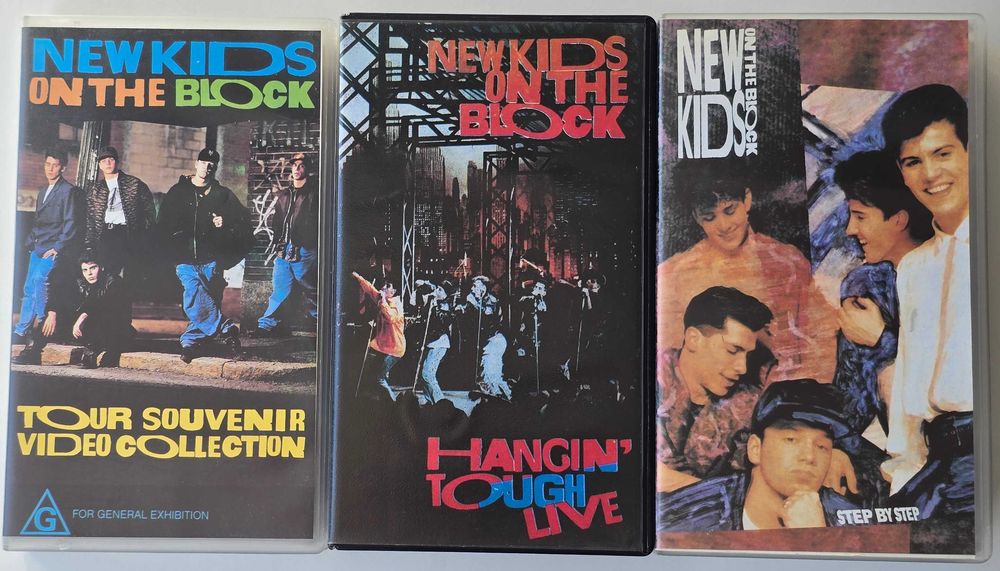 NEW KIDS
ON THE BLOCK
TOUR SOUVENIR
VIDEO COLLECTION
G
FOR GENERAL EXHIBITION
NEW KIDS
ON THE
BLOCK
HANGIN'
TOUGH
LIVE
NEW
KIDS
ON THE BLOCK
STEP BY STEP